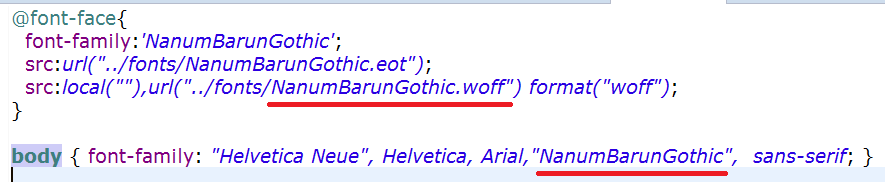 @font-face{
font-family:'NanumBarunGothic';
src:url("../fonts/NanumBarunGothic.eot");
src:local(""),url("../fonts/NanumBarunGothic.woff") format("woff");
}
body { font-family: "Helvetica Neue", Helvetica, Arial,"NanumBarunGothic", sans-serif; }